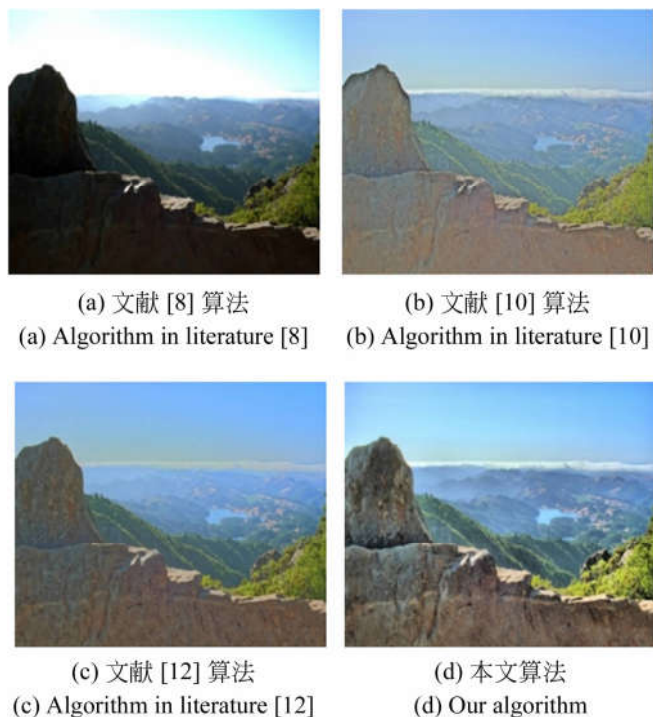 (a) 文献 [8] 算法
(a) Algorithm in literature [8]
(b) 文献 [10] 算法
(b) Algorithm in literature [10]
(c) 文献 [12] 算法
(c) Algorithm in literature [12]
(d) 本文算法
(d) Our algorithm